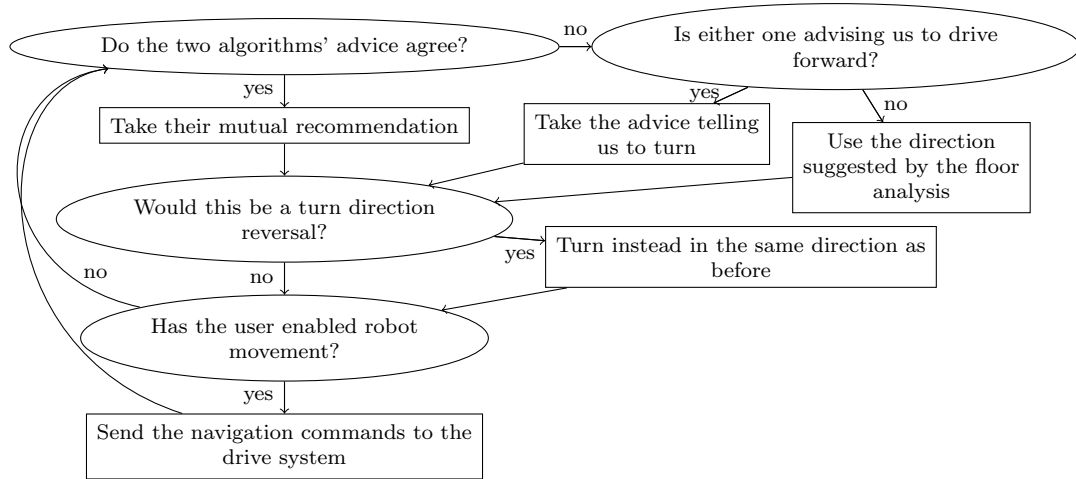 Do the two algorithms' advice agree?
no
Is either one advising us to drive
forward?
yes
Take their mutual recommendation
yes
Take the advice telling
us to turn
no
Use the direction
suggested by the floor
analysis
Would this be a turn direction
reversal?
yes
Turn instead in the same direction as
before
no
no
Has the user enabled robot
movement?
yes
Send the navigation commands to the
drive system